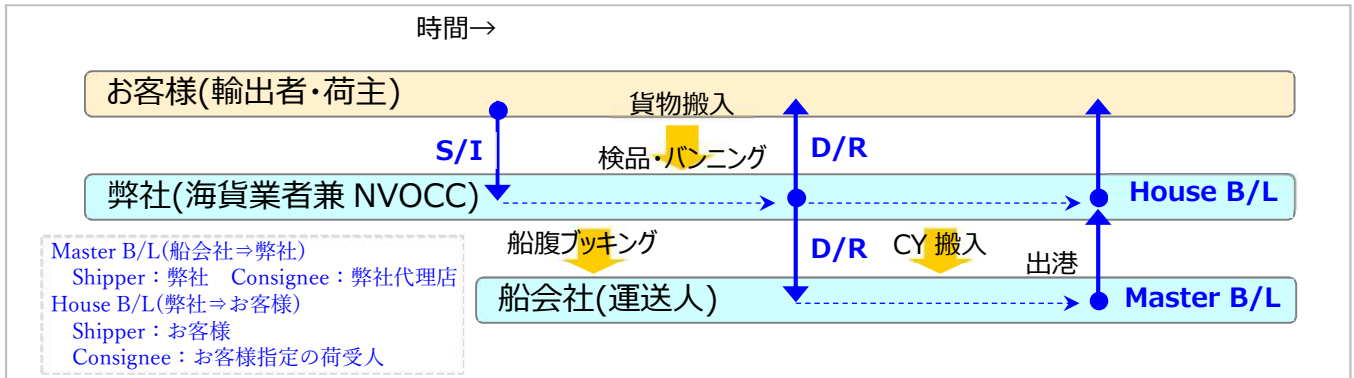 時間→
お客様(輸出者・荷主)
貨物搬入
S/I
検品・バンニング
D/R
弊社(海貨業者兼 NVOCC)
House B/L
船腹ブッキング
D/R
CY 搬入
出港
船会社(運送人)
Master B/L
Master B/L(船会社⇒弊社)
Shipper：弊社　Consignee：弊社代理店
House B/L(弊社⇒お客様)
Shipper：お客様
Consignee：お客様指定の荷受人